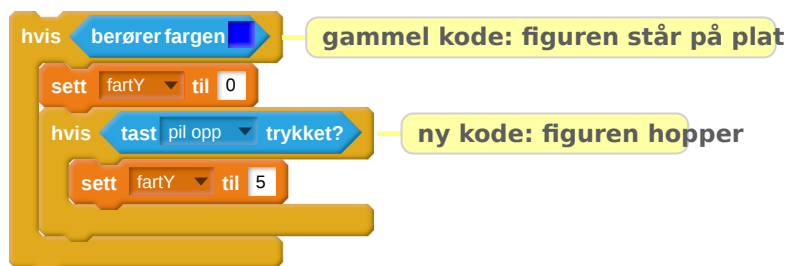 hvis berører fargen gammel kode: figuren står på plat
sett fartY til 0
hvis tast pil opp trykket? ny kode: figuren hopper
sett fartY til 5